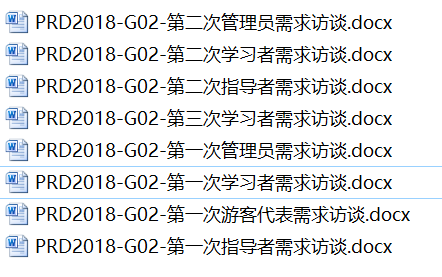 PRD2018-G02-第二次管理员需求访谈.docx
PRD2018-G02-第二次学习者需求访谈.docx
PRD2018-G02-第二次指导者需求访谈.docx
PRD2018-G02-第三次学习者需求访谈.docx
PRD2018-G02-第一次管理员需求访谈.docx
PRD2018-G02-第一次学习者需求访谈.docx
PRD2018-G02-第一次游客代表需求访谈.docx
PRD2018-G02-第一次指导者需求访谈.docx